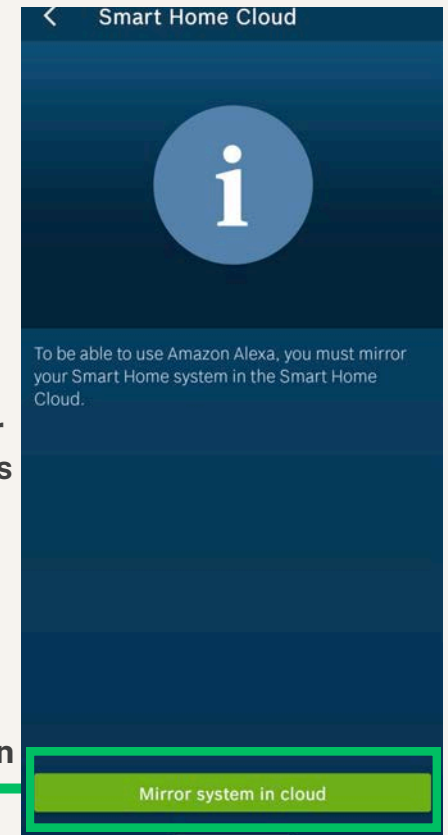 Smart Home Cloud
i
To be able to use Amazon Alexa, you must mirror
your Smart Home system in the Smart Home
Cloud.
Mirror system in cloud